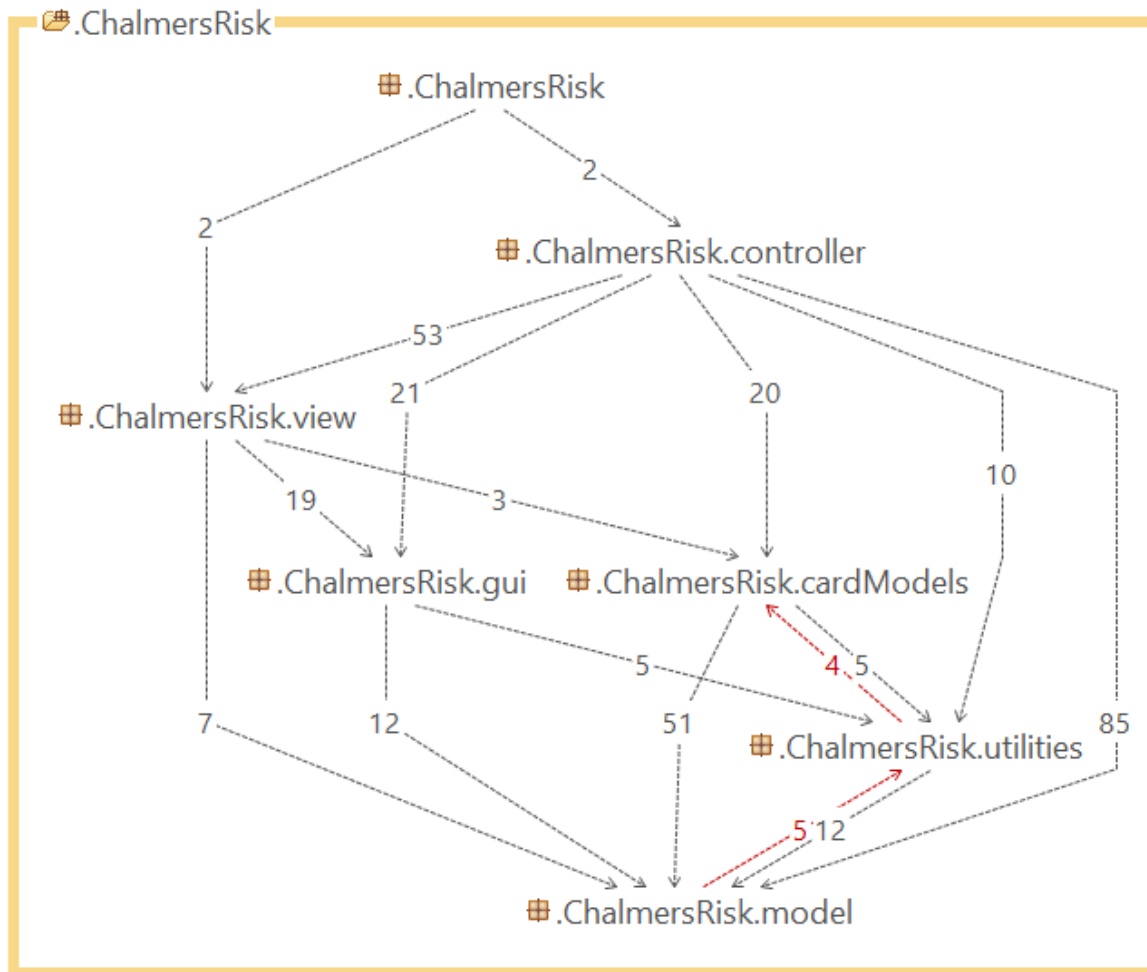 .ChalmersRisk
.ChalmersRisk
2
2
.ChalmersRisk.controller
53
21
20
.ChalmersRisk.view
10
19
3
.ChalmersRisk.gui
.ChalmersRisk.cardModels
5
4
5
7
12
51
85
.ChalmersRisk.utilities
5
12
.ChalmersRisk.model